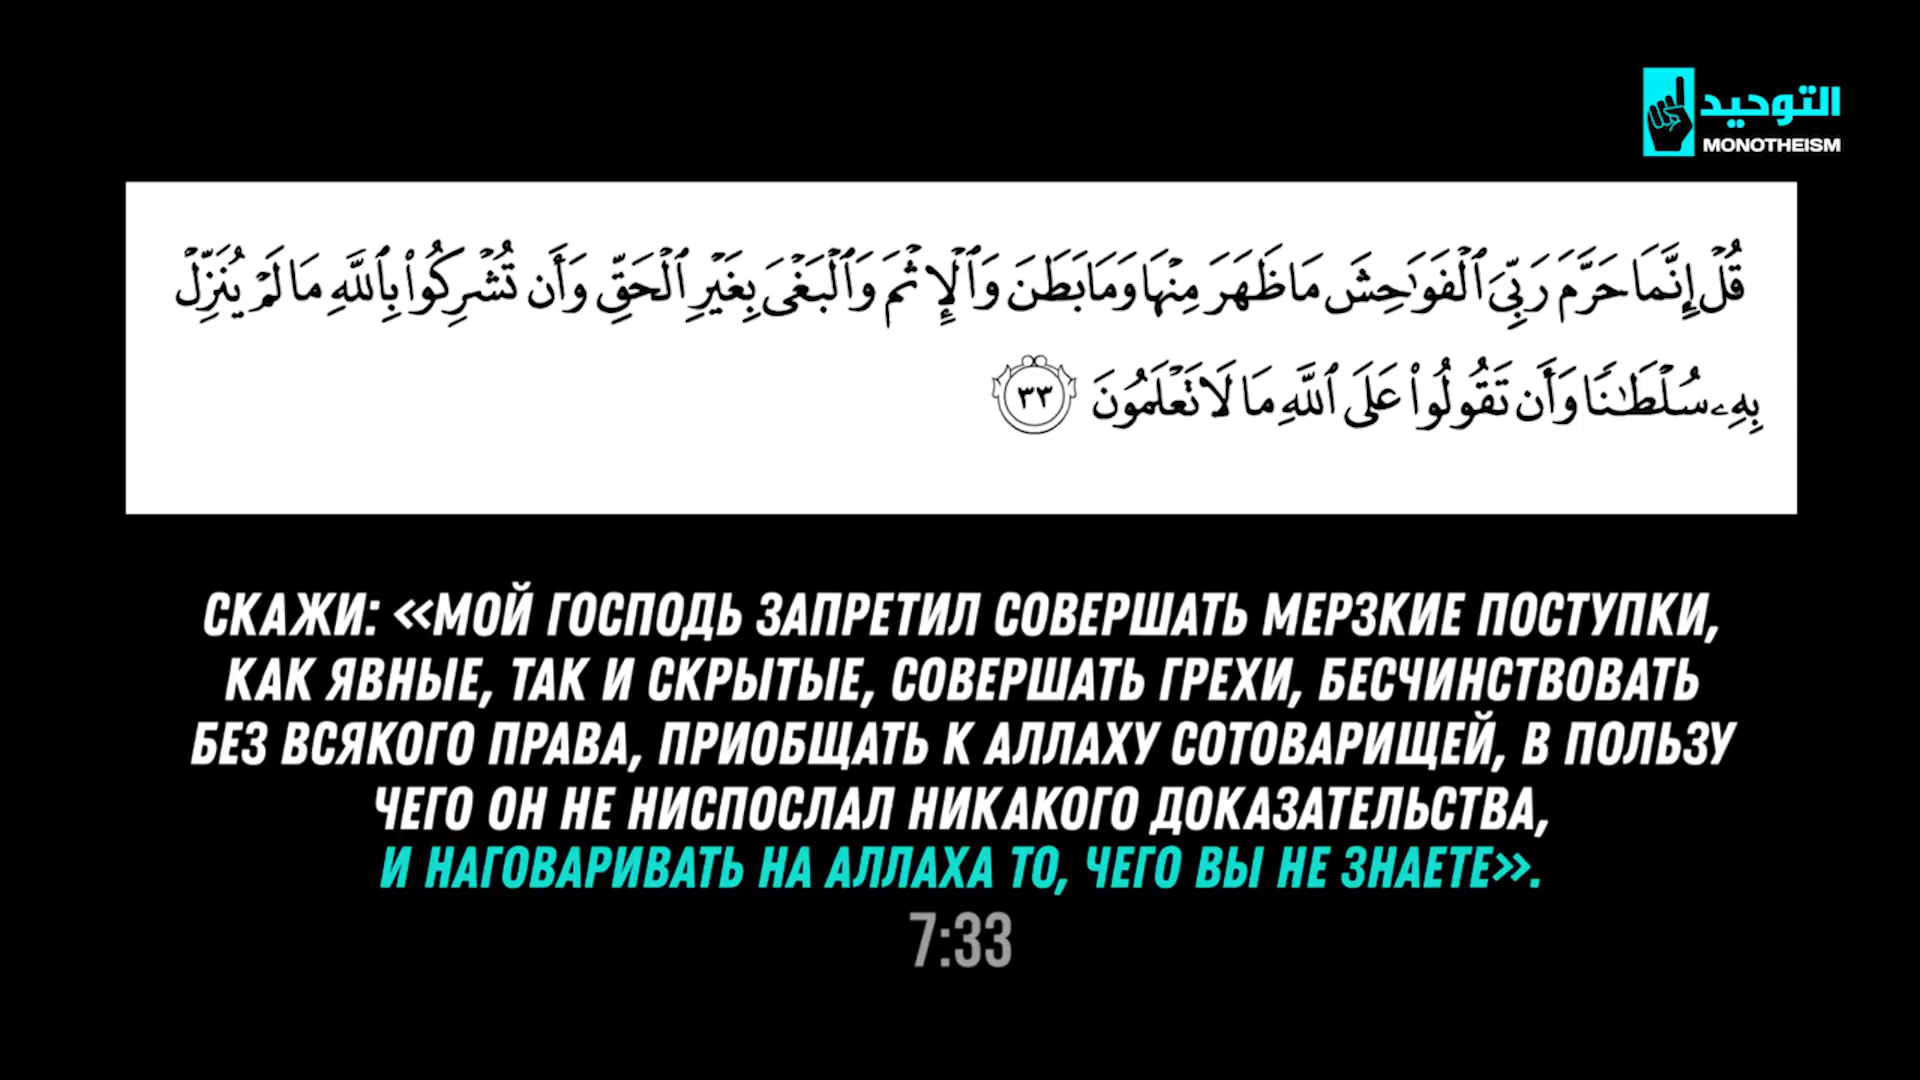 التوحيد
MONOTHEISM
قُلْ إِنَّمَا حَرَّمَ رَبِّىَ ٱلْفَوَٰحِشَ مَا ظَهَرَ مِنْهَا وَمَا بَطَنَ وَٱلْإِثْمَ وَٱلْبَغْىَ بِغَيْرِ ٱلْحَقِّ وَأَن تُشْرِكُوا۟ بِٱللَّهِ مَا لَمْ يُنَزِّلْ
بِهِۦ سُلْطَـٰنًا وَأَن تَقُولُوا۟ عَلَى ٱللَّهِ مَا لَا تَعْلَمُونَ ٣٣
СКАЖИ: «МОЙ ГОСПОДЬ ЗАПРЕТИЛ СОВЕРШАТЬ МЕРЗКИЕ ПОСТУПКИ,
КАК ЯВНЫЕ, ТАК И СКРЫТЫЕ, СОВЕРШАТЬ ГРЕХИ, БЕСЧИНСТВОВАТЬ
БЕЗ ВСЯКОГО ПРАВА, ПРИОБЩАТЬ К АЛЛАХУ СОТОВАРИЩЕЙ, В ПОЛЬЗУ
ЧЕГО ОН НЕ НИСПОСЛАЛ НИКАКОГО ДОКАЗАТЕЛЬСТВА,
И НАГОВАРИВАТЬ НА АЛЛАХА ТО, ЧЕГО ВЫ НЕ ЗНАЕТЕ».
7:33